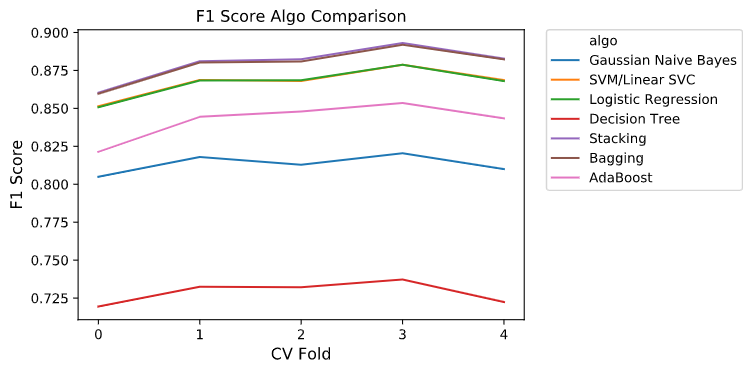 F1 Score Algo Comparison
0.900
0.875
0.850
0.825
0.800
0.775
0.750
0.725
F1 Score
0 1 2 3 4
CV Fold
algo
Gaussian Naive Bayes
SVM/Linear SVC
Logistic Regression
Decision Tree
Stacking
Bagging
AdaBoost